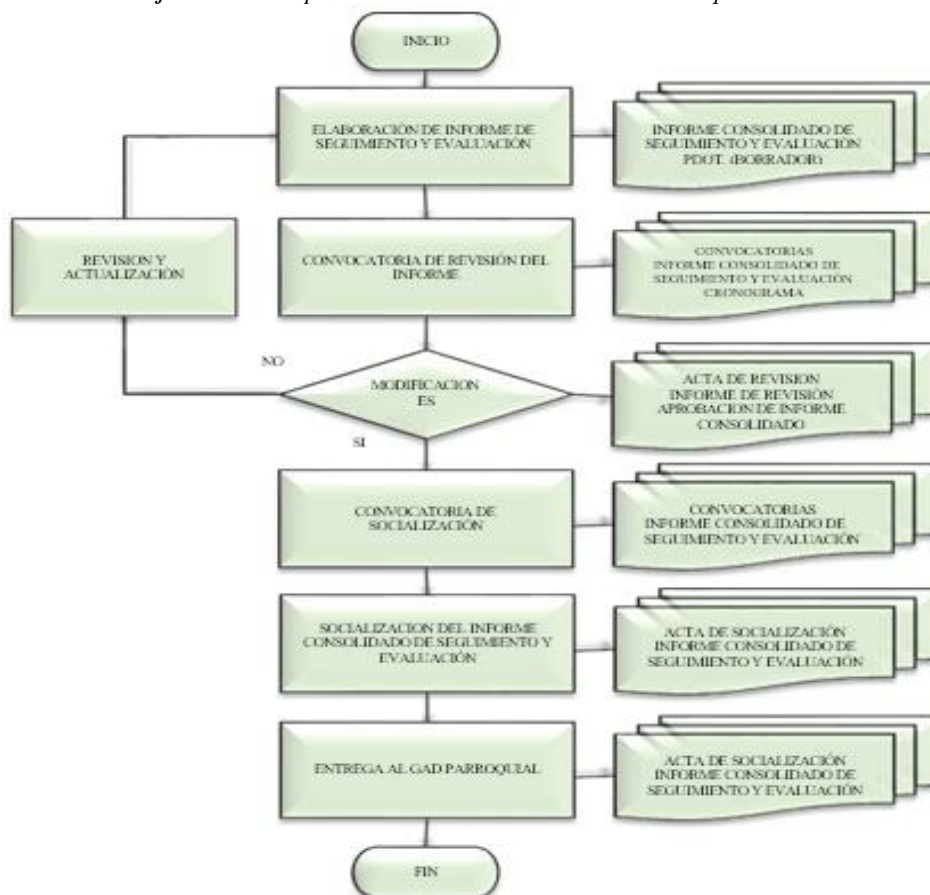 INICIO
ELABORACIÓN DE INFORME DE
SEGUIMIENTO Y EVALUACIÓN
INFORME CONSOLIDADO DE
SEGUIMIENTO Y EVALUACIÓN
PDOT. (BORRADOR)
REVISION Y
ACTUALIZACIÓN
CONVOCATORIA DE REVISIÓN DEL
INFORME
CONVOCATORIAS
INFORME CONSOLIDADO DE
SEGUIMIENTO Y EVALUACIÓN
CRONOGRAMA
NO
MODIFICACION
ES
ACTA DE REVISION
INFORME DE REVISIÓN
APROBACION DE INFORME
CONSOLIDADO
SI
CONVOCATORIA DE
SOCIALIZACIÓN
CONVOCATORIAS
INFORME CONSOLIDADO DE
SEGUIMIENTO Y EVALUACIÓN
SOCIALIZACION DEL INFORME
CONSOLIDADO DE SEGUIMIENTO Y
EVALUACIÓN
ACTA DE SOCIALIZACIÓN
INFORME CONSOLIDADO DE
SEGUIMIENTO Y EVALUACIÓN
ENTREGA AL GAD PARROQUIAL
ACTA DE SOCIALIZACIÓN
INFORME CONSOLIDADO DE
SEGUIMIENTO Y EVALUACIÓN
FIN